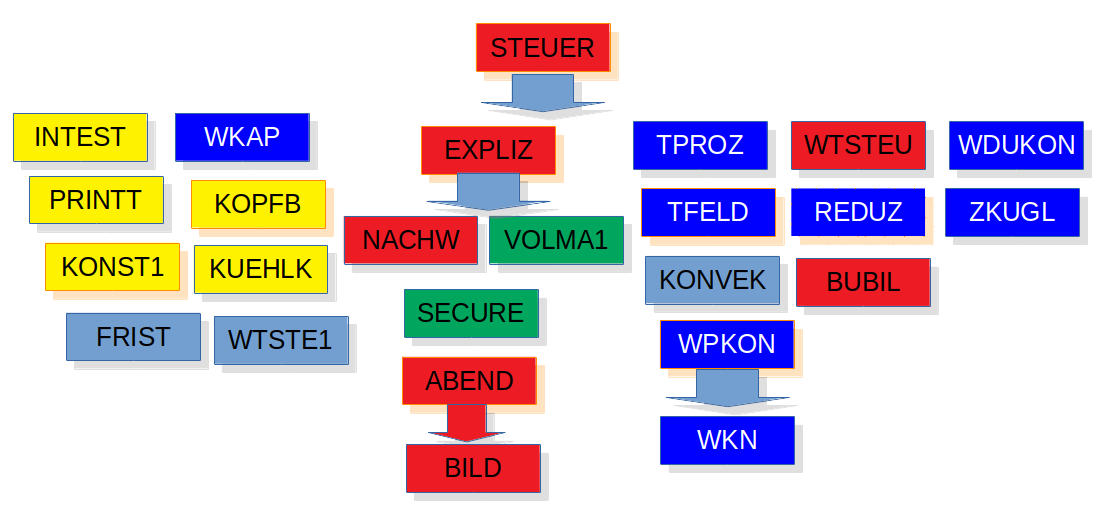 STEUER
EXPLIZ
NACHW
VOLMA1
SECURE
ABEND
BILD
INTEST
WKAP
PRINTT
KOPFB
KONST1
KUEHLK
FRIST
WTSTE1
TPROZ
WTSTEU
WDUKON
TFELD
REDUZ
ZKUGL
KONVEK
BUBIL
WPKON
WKN